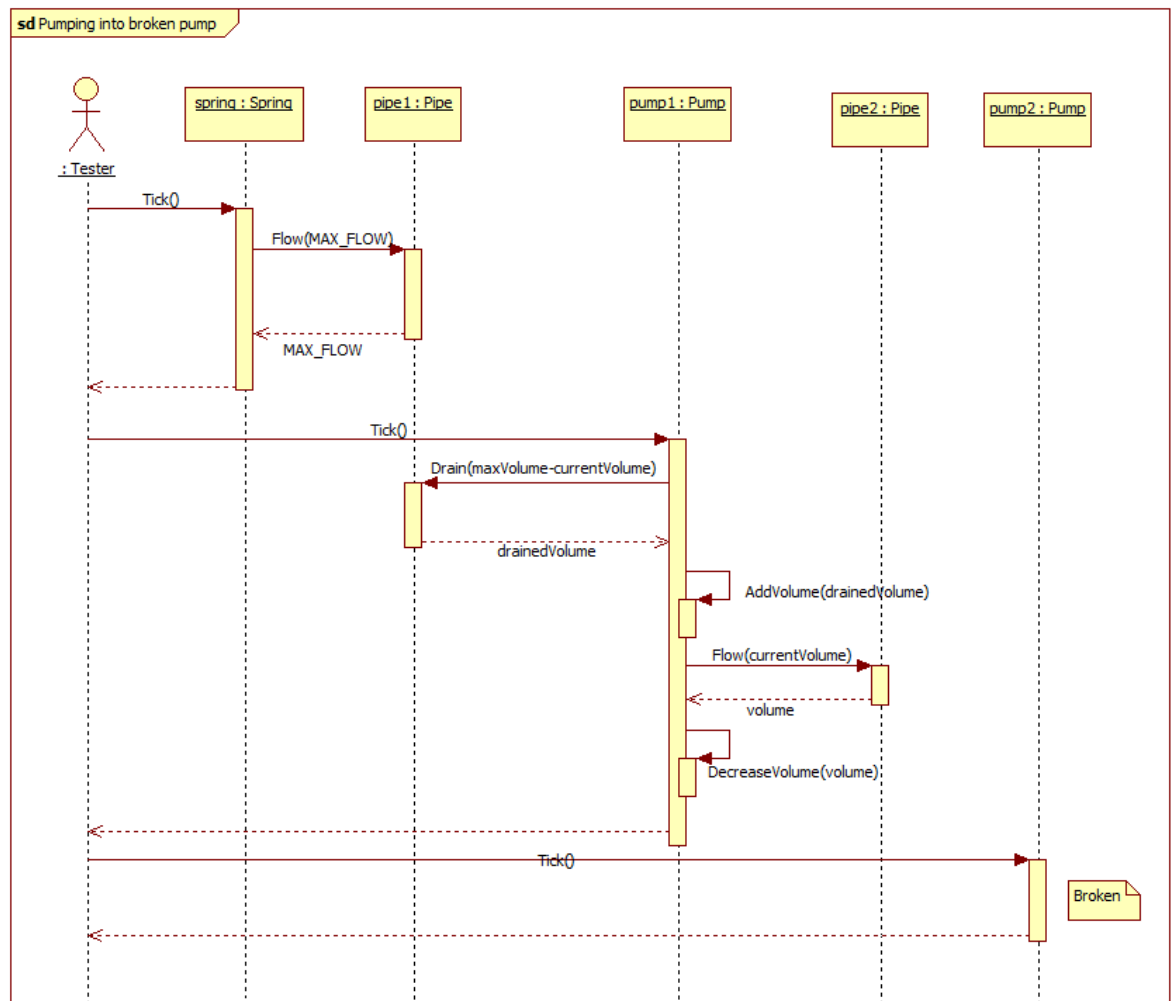 sd Pumping into broken pump
spring : Spring
pipe1 : Pipe
pump1 : Pump
pipe2 : Pipe
pump2 : Pump
: Tester
Tick()
Flow(MAX_FLOW)
MAX_FLOW
Tick()
Drain(maxVolume-currentVolume)
drainedVolume
AddVolume(drainedVolume)
Flow(currentVolume)
volume
DecreaseVolume(volume)
Tick()
Broken